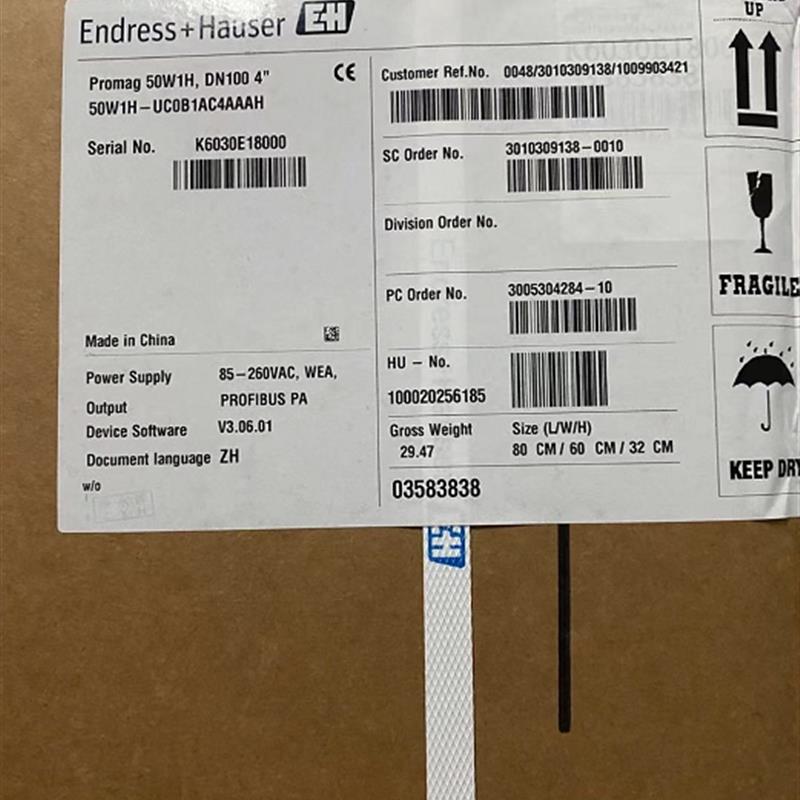 Endress+Hauser EH
Promag 50W1H, DN100 4"
50W1H-UC0B1AC4AAAH
Serial No. K6030E18000
Made in China
Power Supply 85-260VAC, WEA,
Output PROFIBUS PA
Device Software V3.06.01
Document language ZH
w/o
CE
Customer Ref.No. 0048/3010309138/1009903421
SC Order No. 3010309138-0010
Division Order No.
PC Order No. 3005304284-10
HU - No.
100020256185
Gross Weight Size (L/W/H)
29.47 80 CM / 60 CM / 32 CM
03583838
UP
FRAGILE
KEEP DRY
EH